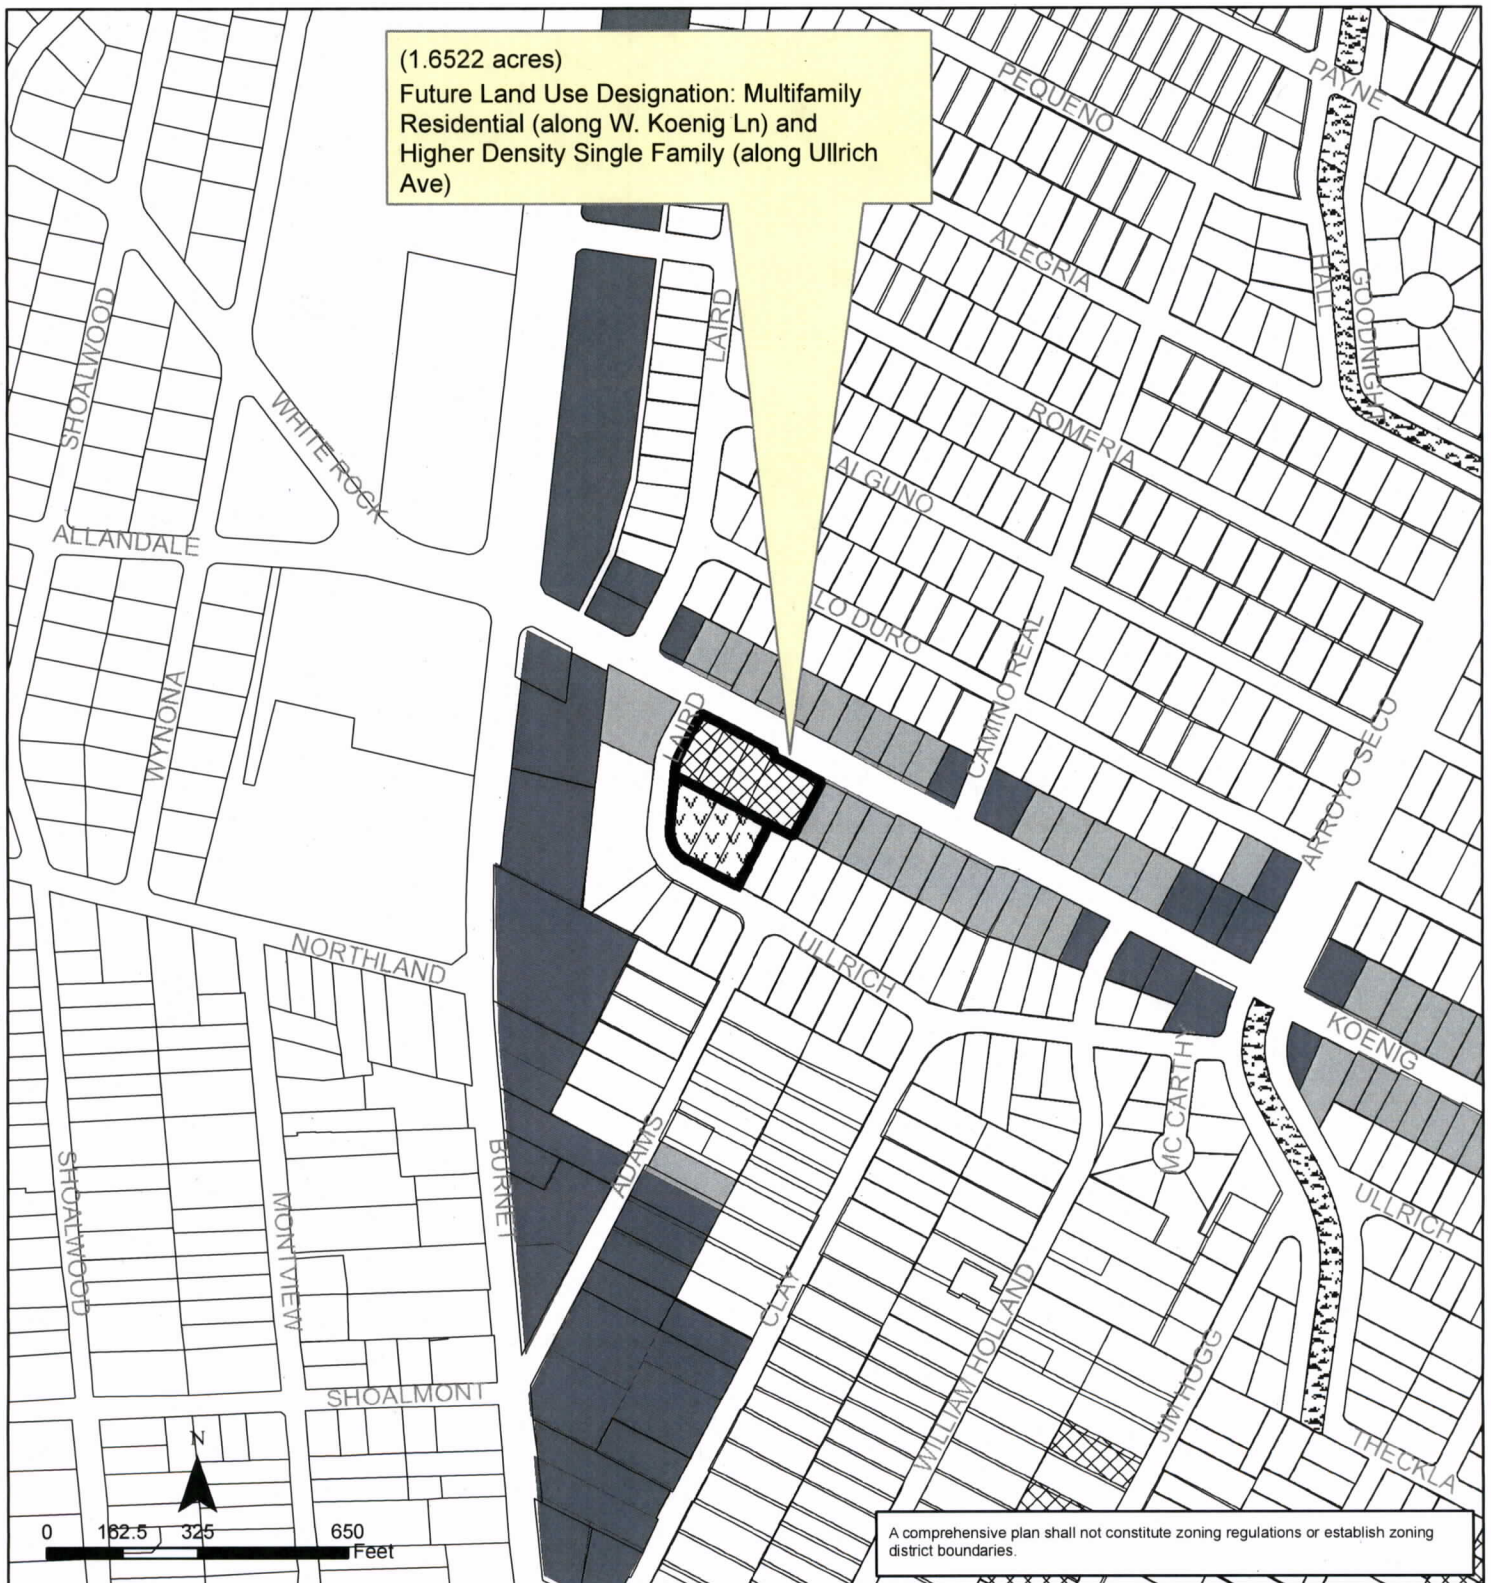 (1.6522 acres)
Future Land Use Designation: Multifamily
Residential (along W. Koenig Ln) and
Higher Density Single Family (along Ullrich
Ave)
PAYNE
PEQUENO
ALEGRIA
HALL
GOODNIGHT
SHOALWOOD
LAIRD
WHITE ROCK
ROMERIA
ALGUNO
ALLANDALE
LO DURO
CAMINO REAL
WYNONA
LAIRD
ARROYO SECO
NORTHLAND
ULLRICH
KOENIG
MC CARTHY
ADAMS
BURNET
SHOALWOOD
MONTVIEW
ULLRICH
CLAY
WILLIAM HOLLAND
JIM HOGG
SHOALMONT
THECKLA
N
0 162.5 325 650
Feet
A comprehensive plan shall not constitute zoning regulations or establish zoning
district boundaries.